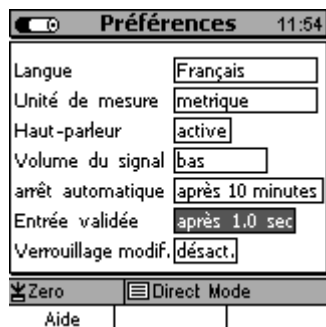 Préférences 11:54
Langue Français
Unité de mesure metrique
Haut-parleur active
Volume du signal bas
arrêt automatique après 10 minutes
Entrée validée après 1.0 sec
Verrouillage modif. désact.
Zero Direct Mode
Aide